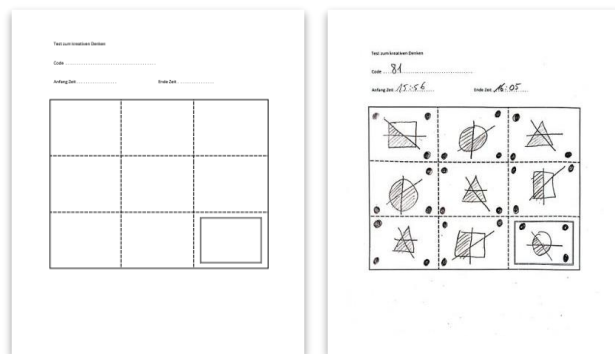 Test zum kreativen Denken
Code
Anfang Zeit Ende Zeit
Test zum kreativen Denken
Code 81
Anfang Zeit 15:56 Ende Zeit 16:05